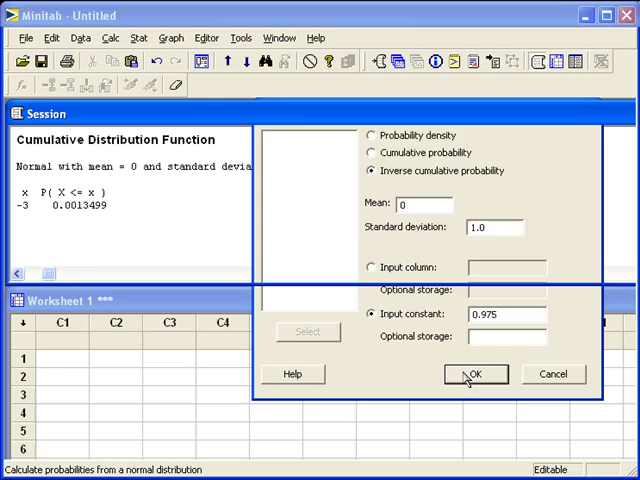 Minitab - Untitled
File Edit Data Calc Stat Graph Editor Tools Window Help
Session
Cumulative Distribution Function
Normal with mean = 0 and standard devia
x P( X <= x )
-3 0.0013499
Probability density
Cumulative probability
Inverse cumulative probability
Mean: 0
Standard deviation: 1.0
Input column:
Optional storage:
Input constant: 0.975
Optional storage:
Select
Help OK Cancel
Worksheet 1 ***
C1 C2 C3 C4
1
2
3
4
5
6
Calculate probabilities from a normal distribution Editable